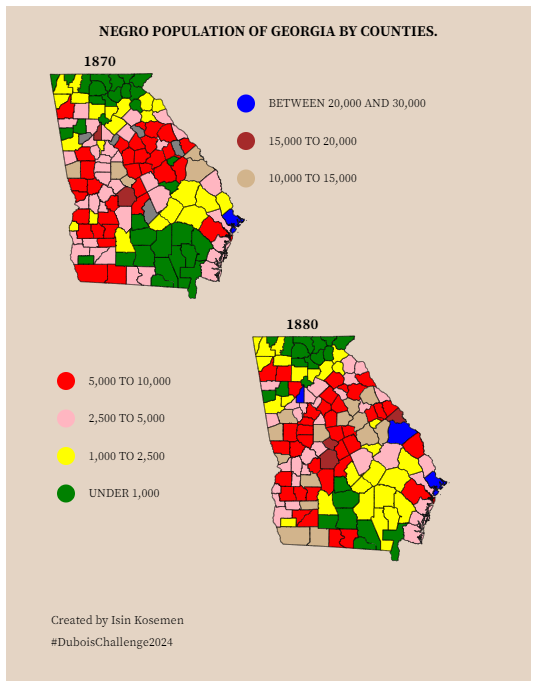 NEGRO POPULATION OF GEORGIA BY COUNTIES.
1870
BETWEEN 20,000 AND 30,000
15,000 TO 20,000
10,000 TO 15,000
1880
5,000 TO 10,000
2,500 TO 5,000
1,000 TO 2,500
UNDER 1,000
Created by Isin Kosemen
#DuboisChallenge2024